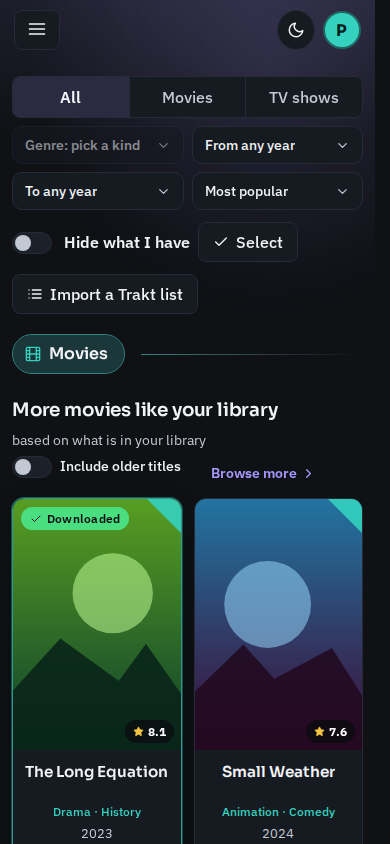 P
All Movies TV shows
Genre: pick a kind From any year
To any year Most popular
Hide what I have Select
Import a Trakt list
Movies
More movies like your library
based on what is in your library
Include older titles Browse more
Downloaded
8.1 7.6
The Long Equation Small Weather
Drama · History Animation · Comedy
2023 2024